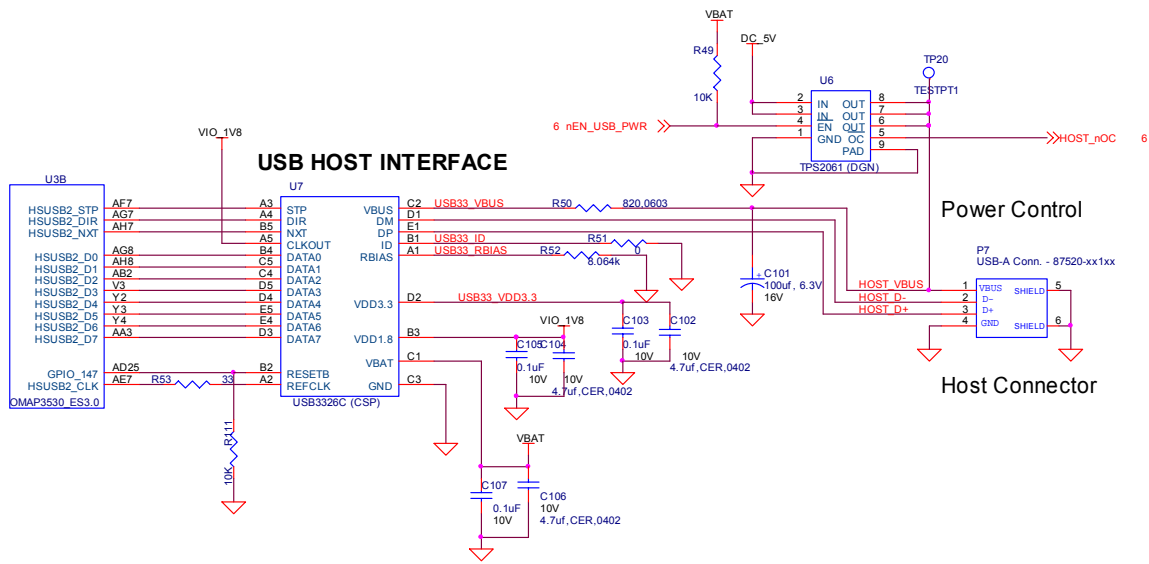 VBAT
DC_5V
R49
10K
TP20
TESTPT1
U6
2 IN OUT 8
3 IN OUT 7
4 EN OUT 6
1 GND OC 5
PAD 9
TPS2061 (DGN)
6 nEN_USB_PWR
HOST_nOC 6
VIO_1V8
USB HOST INTERFACE
Power Control
U3B
HSUSB2_STP AF7
HSUSB2_DIR AG7
HSUSB2_NXT AH7
HSUSB2_D0 AG8
HSUSB2_D1 AH8
HSUSB2_D2 AB2
HSUSB2_D3 V3
HSUSB2_D4 Y2
HSUSB2_D5 Y3
HSUSB2_D6 Y4
HSUSB2_D7 AA3
GPIO_147 AD25
HSUSB2_CLK AE7
OMAP3530_ES3.0
R53 33
R111
10K
U7
A3 STP
A4 DIR
B5 NXT
A5 CLKOUT
B4 DATA0
C5 DATA1
C4 DATA2
D5 DATA3
D4 DATA4
E5 DATA5
E4 DATA6
D3 DATA7
B2 RESETB
A2 REFCLK
VBUS C2 USB33_VBUS
DM D1
DP E1
ID B1 USB33_ID
RBIAS A1 USB33_RBIAS
VDD3.3 D2 USB33_VDD3.3
VDD1.8 B3
VBAT C1
GND C3
USB3326C (CSP)
R50 820,0603
R51
0
R52
8.064k
C101
100uf, 6.3V
16V
+
C103
0.1uF
10V
C102
10V
4.7uf,CER,0402
VIO_1V8
C105
0.1uF
10V
C104
10V
4.7uf,CER,0402
VBAT
C107
0.1uF
10V
C106
10V
4.7uf,CER,0402
P7
USB-A Conn. - 87520-xx1xx
HOST_VBUS 1 VBUS SHIELD 5
HOST_D- 2 D-
HOST_D+ 3 D+
4 GND SHIELD 6
Host Connector